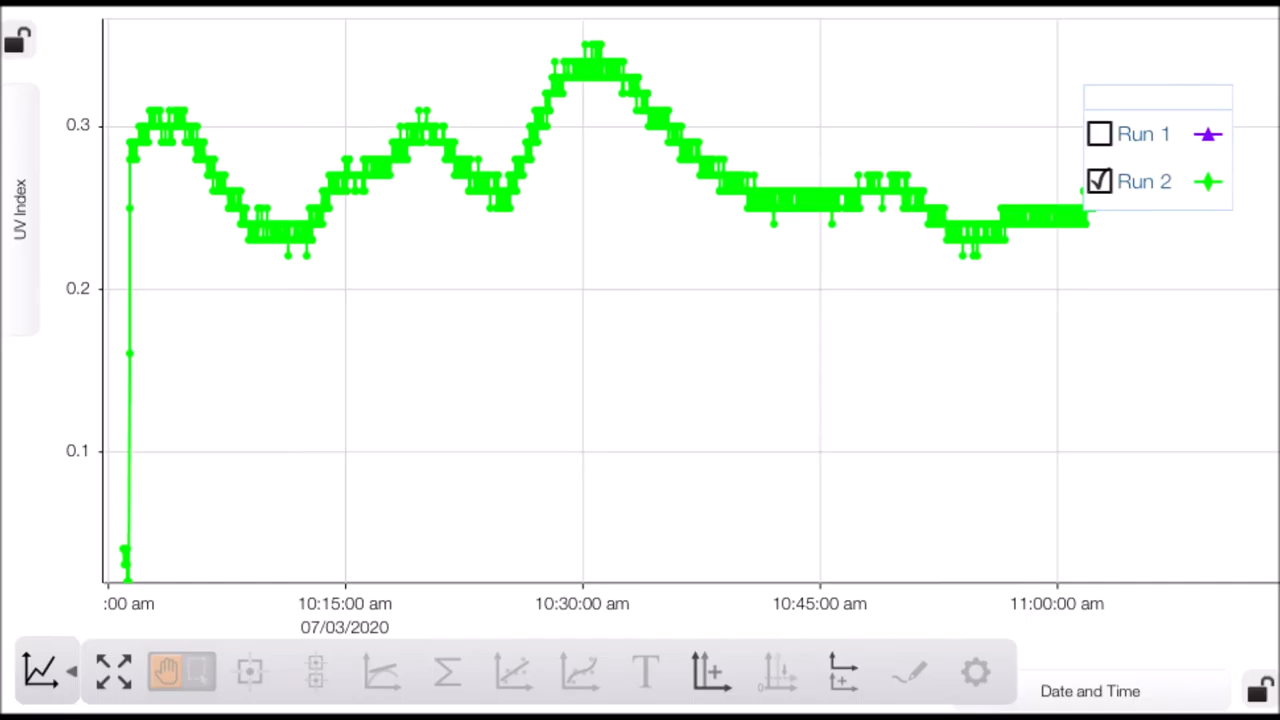 UV Index
0.3
0.2
0.1
Run 1
Run 2
:00 am
10:15:00 am
10:30:00 am
10:45:00 am
11:00:00 am
07/03/2020
Σ
T
0
Date and Time